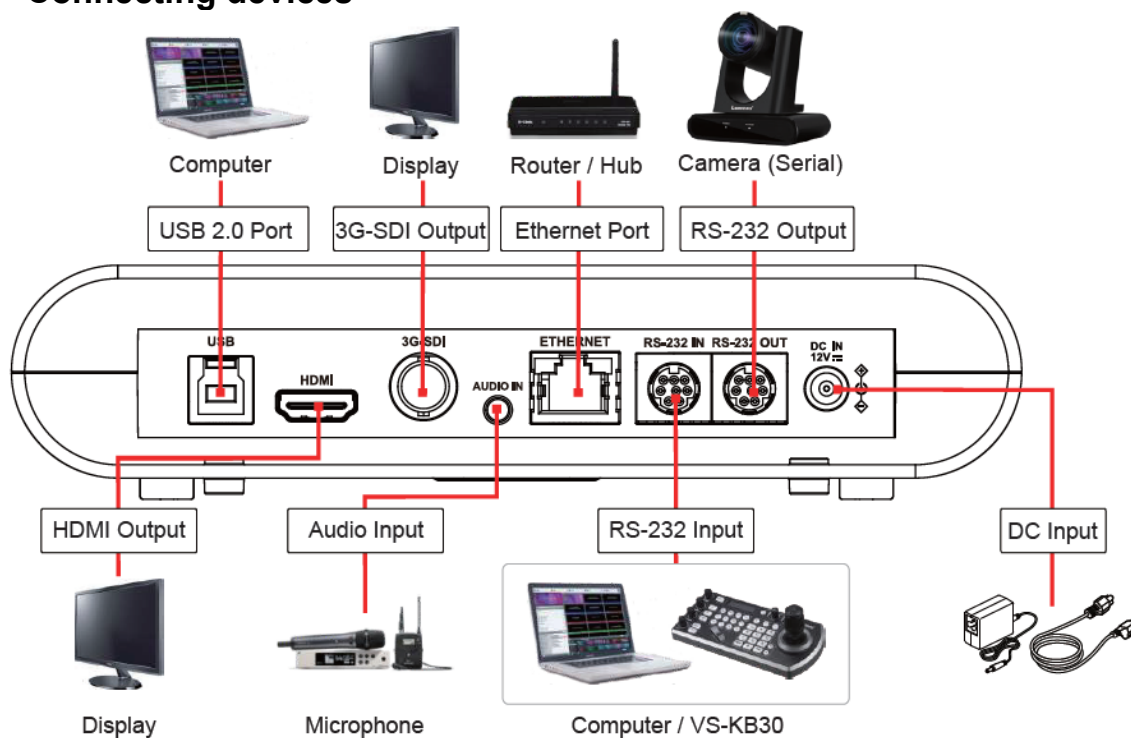 Connecting devices
Computer
Display
Router / Hub
Camera (Serial)
USB 2.0 Port
3G-SDI Output
Ethernet Port
RS-232 Output
USB
HDMI
3G-SDI
AUDIO IN
ETHERNET
RS-232 IN
RS-232 OUT
DC IN
12V
HDMI Output
Audio Input
RS-232 Input
DC Input
Display
Microphone
Computer / VS-KB30